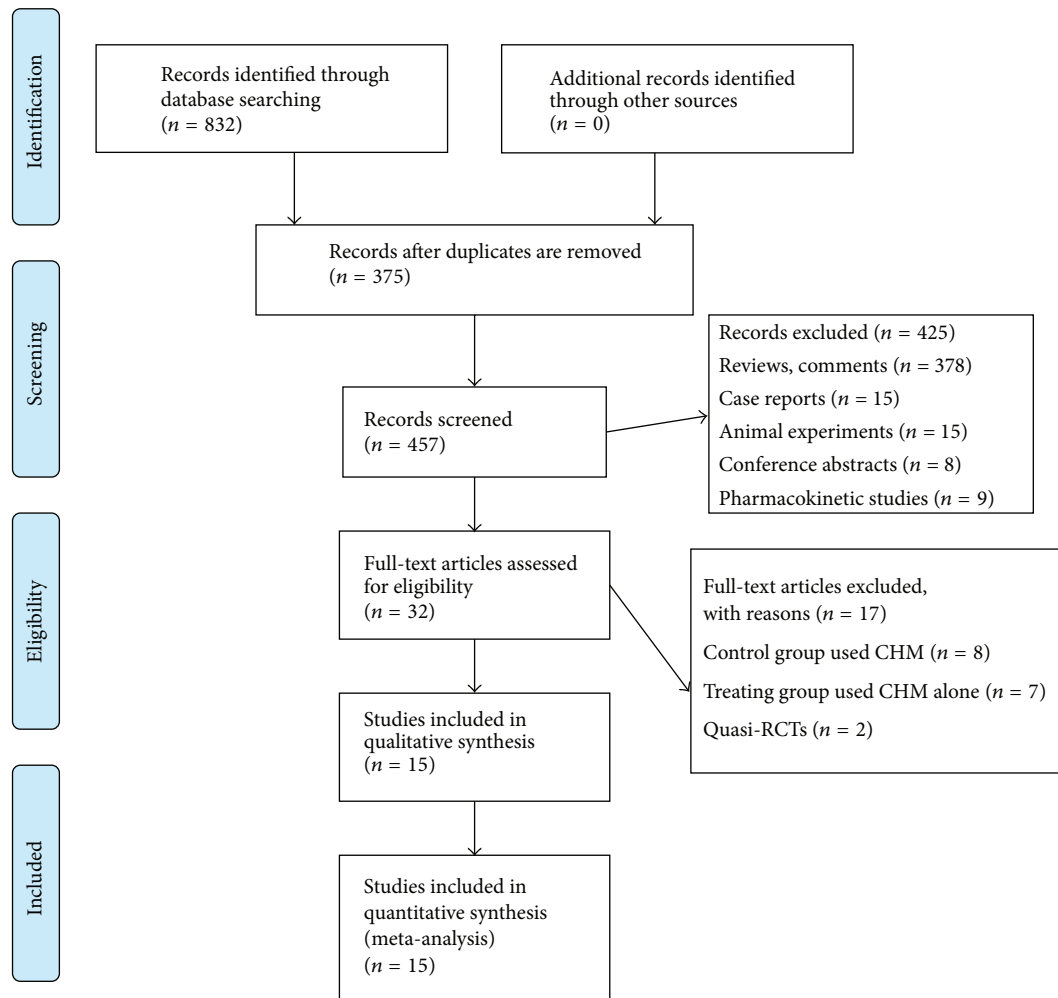 Identification
Records identified through
database searching
(n = 832)
Additional records identified
through other sources
(n = 0)
Records after duplicates are removed
(n = 375)
Screening
Records screened
(n = 457)
Records excluded (n = 425)
Reviews, comments (n = 378)
Case reports (n = 15)
Animal experiments (n = 15)
Conference abstracts (n = 8)
Pharmacokinetic studies (n = 9)
Eligibility
Full-text articles assessed
for eligibility
(n = 32)
Full-text articles excluded,
with reasons (n = 17)
Control group used CHM (n = 8)
Treating group used CHM alone (n = 7)
Quasi-RCTs (n = 2)
Studies included in
qualitative synthesis
(n = 15)
Included
Studies included in
quantitative synthesis
(meta-analysis)
(n = 15)